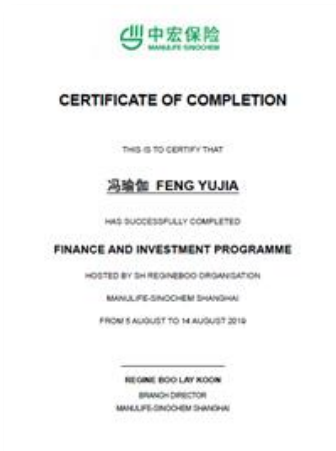 中宏保险
MANULIFE-SINOCHEM
CERTIFICATE OF COMPLETION
THIS IS TO CERTIFY THAT
冯瑜伽 FENG YUJIA
HAS SUCCESSFULLY COMPLETED
FINANCE AND INVESTMENT PROGRAMME
HOSTED BY SH REGINEBOO ORGANISATION
MANULIFE-SINOCHEM SHANGHAI
FROM 5 AUGUST TO 14 AUGUST 2019
REGINE BOO LAY KOON
BRANCH DIRECTOR
MANULIFE-SINOCHEM SHANGHAI